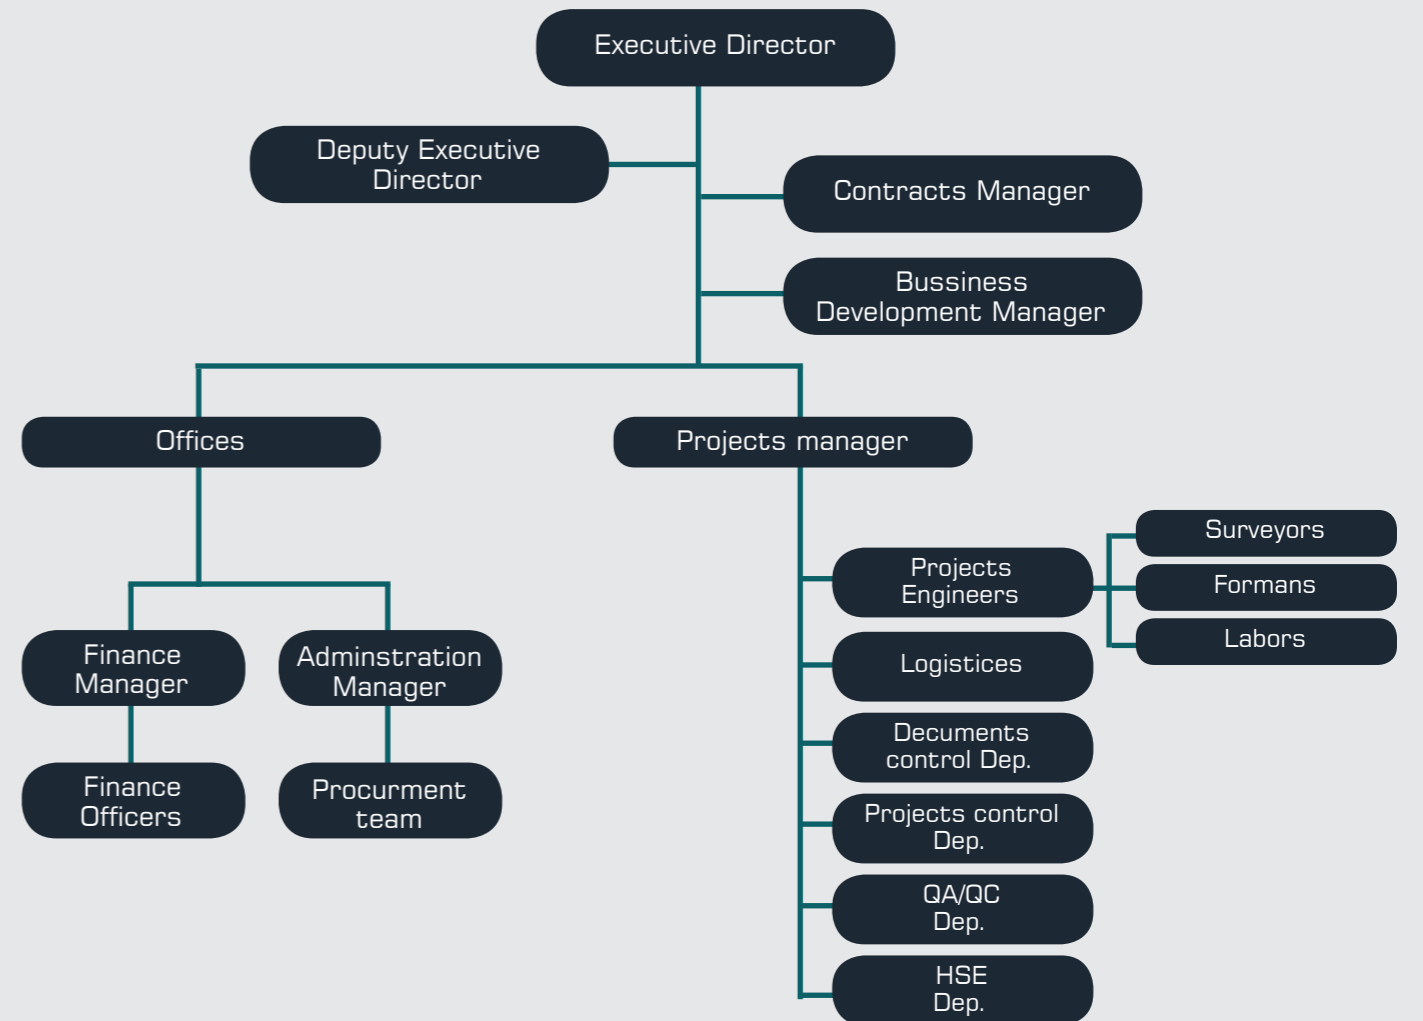 Executive Director
Deputy Executive
Director
Contracts Manager
Bussiness
Development Manager
Offices
Projects manager
Surveyors
Projects
Engineers
Formans
Labors
Finance
Manager
Adminstration
Manager
Logistices
Decuments
control Dep.
Finance
Officers
Procurment
team
Projects control
Dep.
QA/QC
Dep.
HSE
Dep.